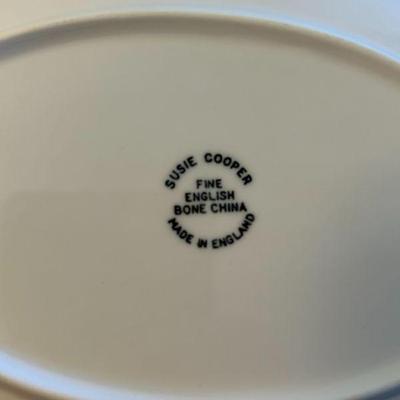 SUSIE COOPER
FINE
ENGLISH
BONE CHINA
MADE IN ENGLAND